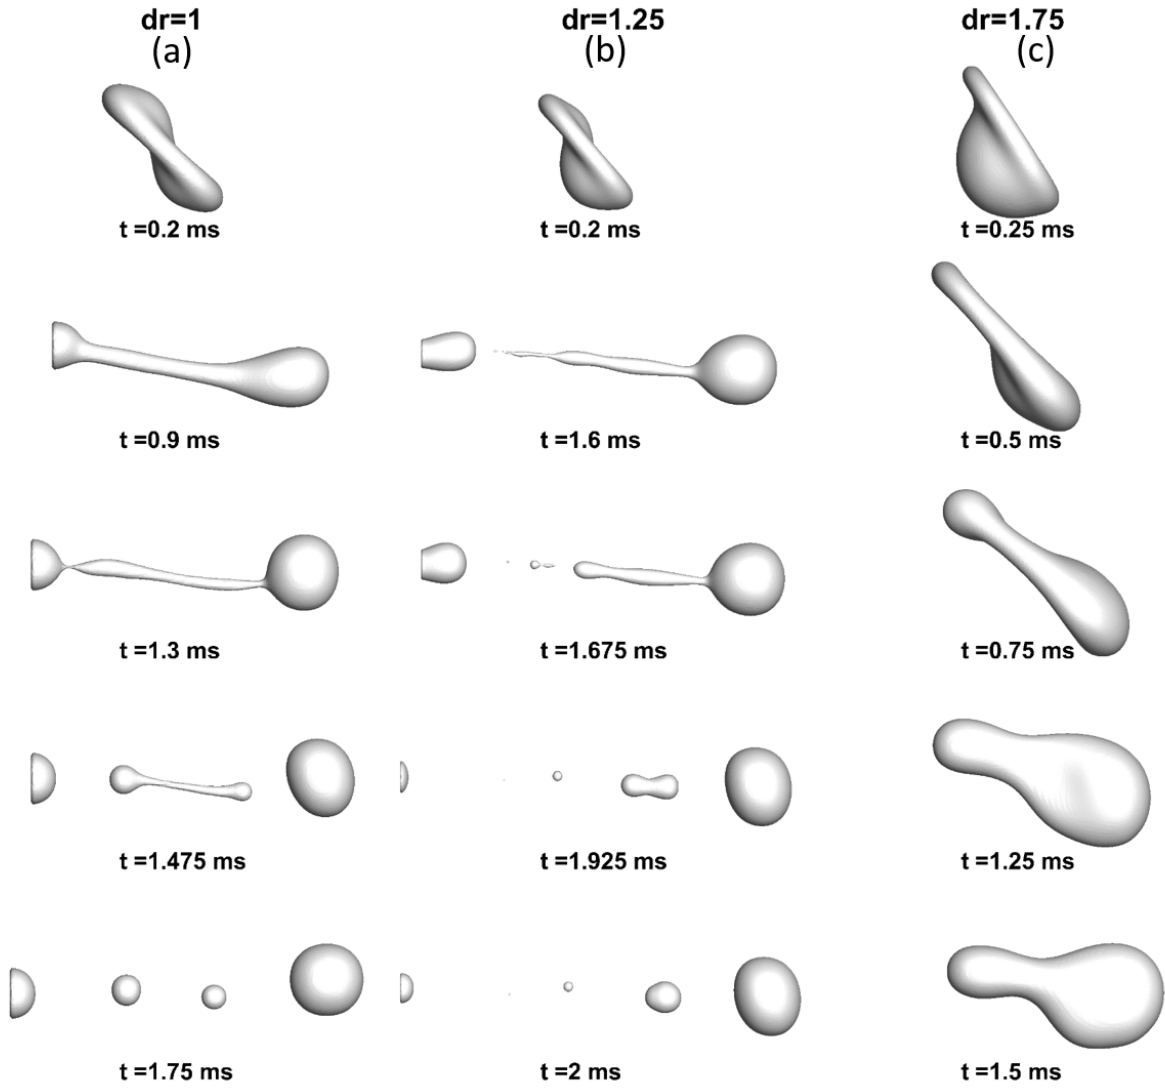 dr=1 dr=1.25 dr=1.75
(a) (b) (c)
t =0.2 ms t =0.2 ms t =0.25 ms
t =0.9 ms t =1.6 ms t =0.5 ms
t =1.3 ms t =1.675 ms t =0.75 ms
t =1.475 ms t =1.925 ms t =1.25 ms
t =1.75 ms t =2 ms t =1.5 ms